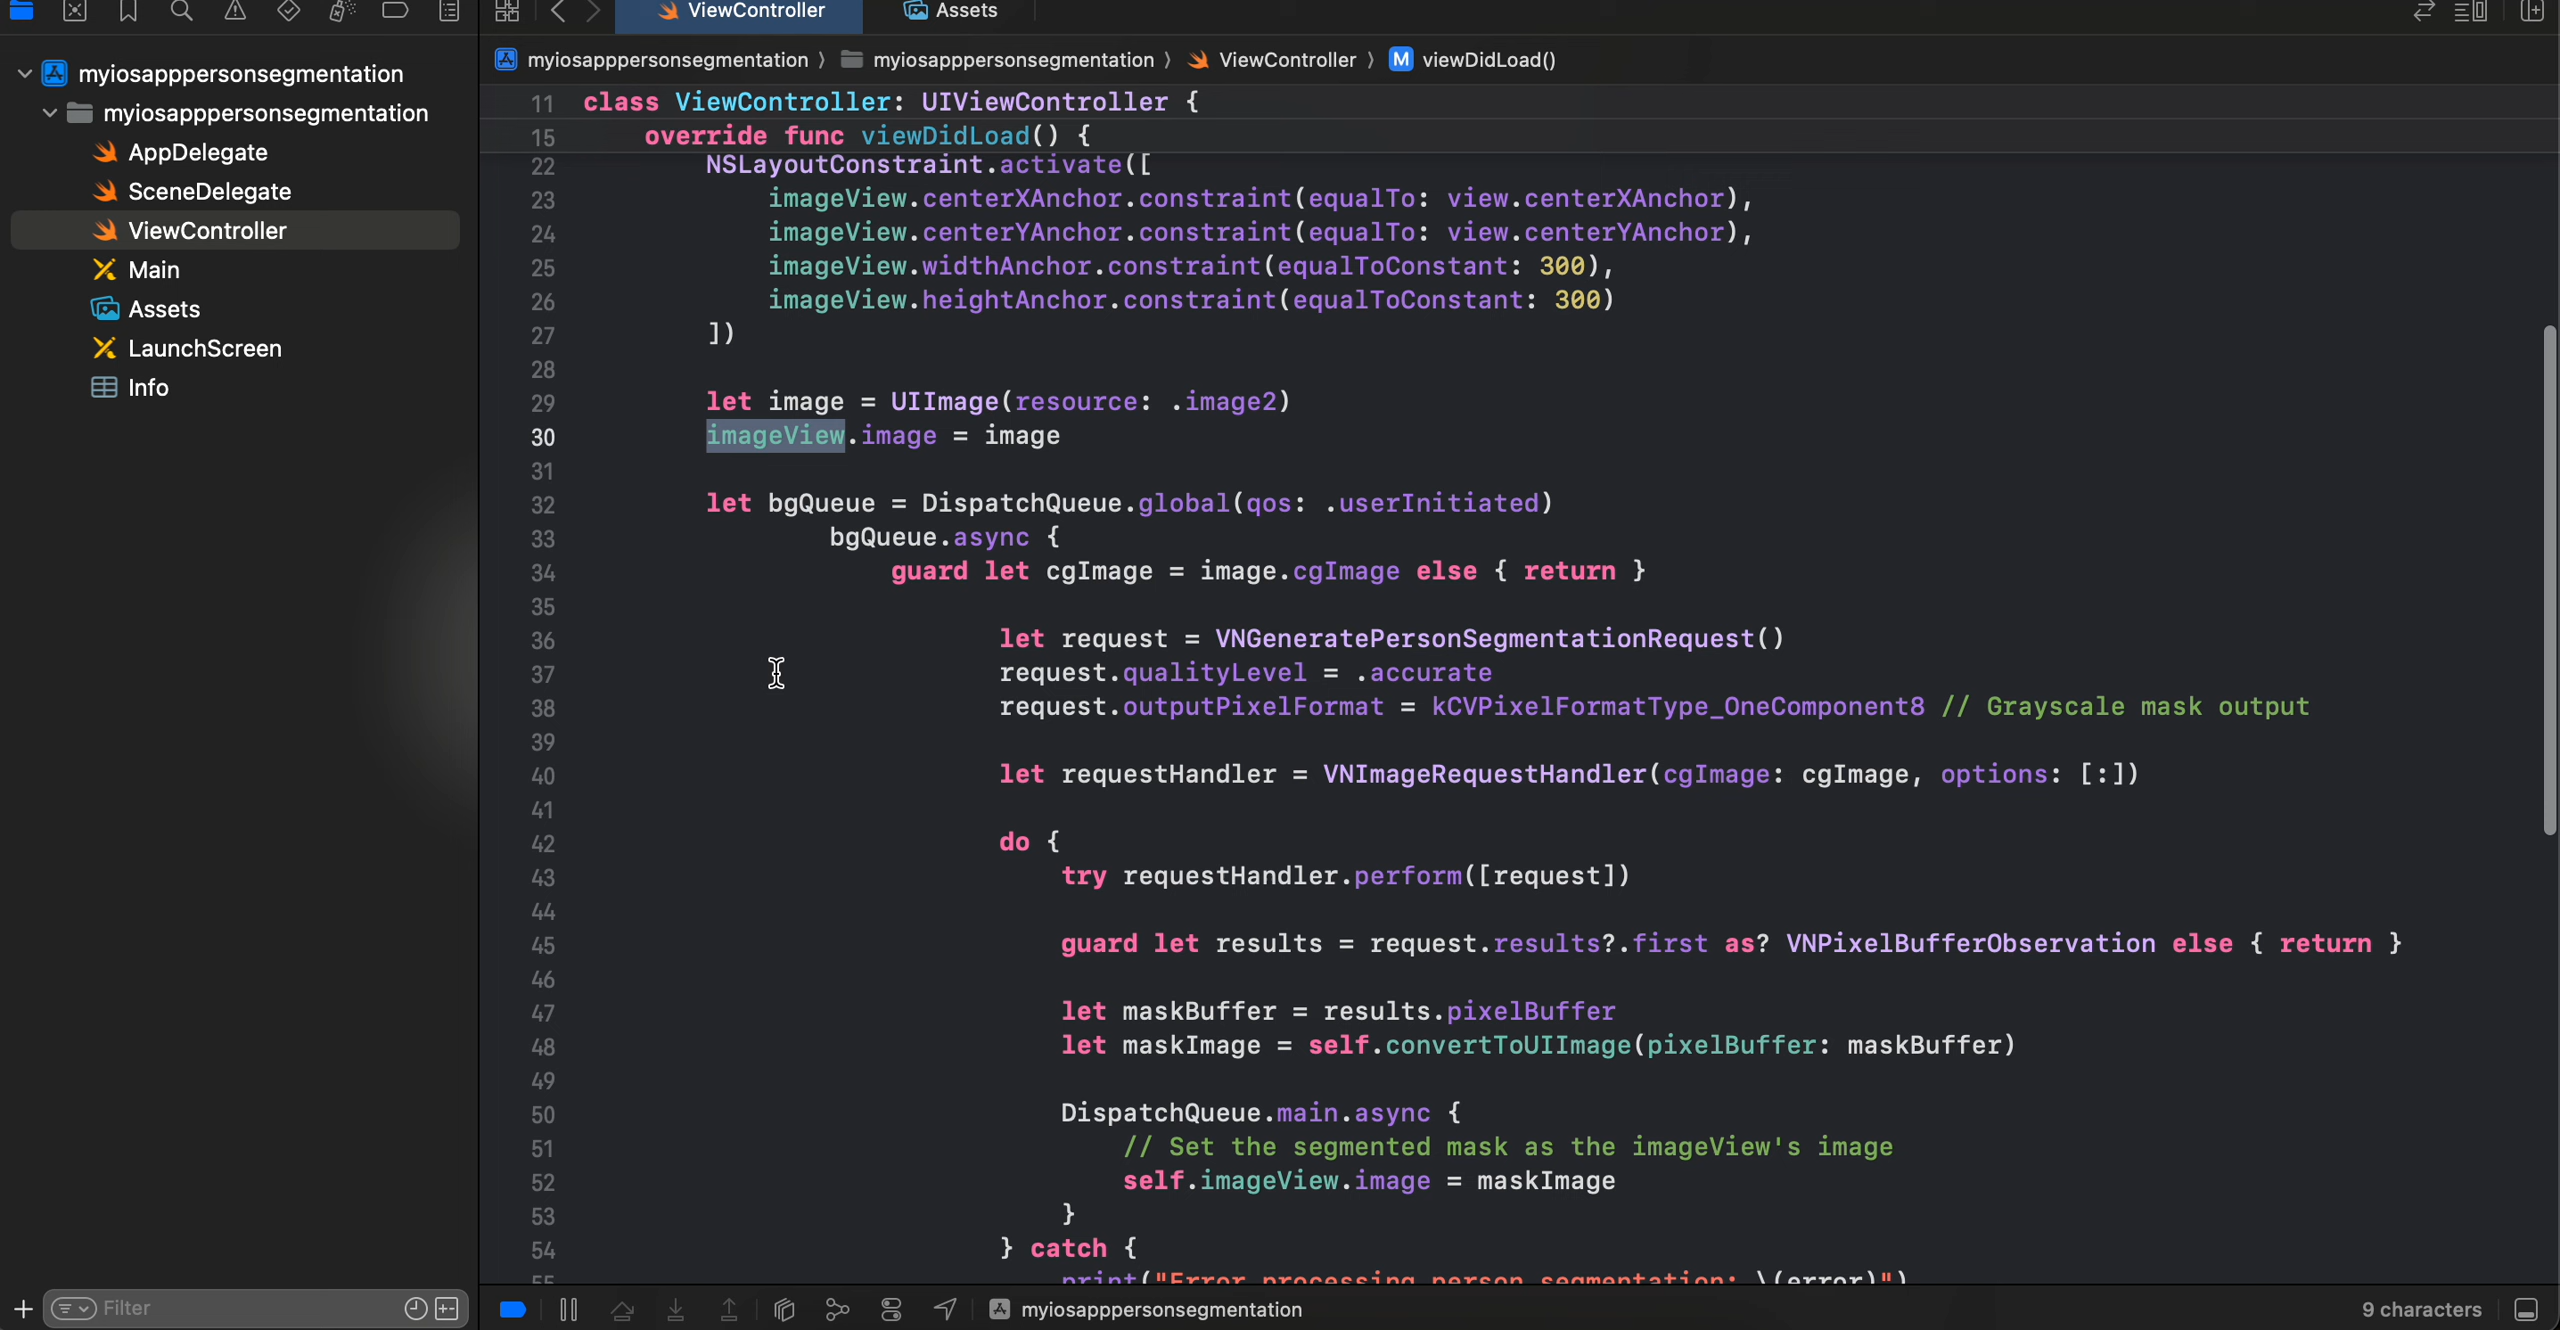 ViewController
Assets
myiosapppersonsegmentation
myiosapppersonsegmentation
AppDelegate
SceneDelegate
ViewController
Main
Assets
LaunchScreen
Info
Filter
myiosapppersonsegmentation 〉 myiosapppersonsegmentation 〉 ViewController 〉 M viewDidLoad()
11 class ViewController: UIViewController {
15 override func viewDidLoad() {
22 NSLayoutConstraint.activate([
23 imageView.centerXAnchor.constraint(equalTo: view.centerXAnchor),
24 imageView.centerYAnchor.constraint(equalTo: view.centerYAnchor),
25 imageView.widthAnchor.constraint(equalToConstant: 300),
26 imageView.heightAnchor.constraint(equalToConstant: 300)
27 ])
28
29 let image = UIImage(resource: .image2)
30 imageView.image = image
31
32 let bgQueue = DispatchQueue.global(qos: .userInitiated)
33 bgQueue.async {
34 guard let cgImage = image.cgImage else { return }
35
36 let request = VNGeneratePersonSegmentationRequest()
37 request.qualityLevel = .accurate
38 request.outputPixelFormat = kCVPixelFormatType_OneComponent8 // Grayscale mask output
39
40 let requestHandler = VNImageRequestHandler(cgImage: cgImage, options: [:])
41
42 do {
43 try requestHandler.perform([request])
44
45 guard let results = request.results?.first as? VNPixelBufferObservation else { return }
46
47 let maskBuffer = results.pixelBuffer
48 let maskImage = self.convertToUIImage(pixelBuffer: maskBuffer)
49
50 DispatchQueue.main.async {
51 // Set the segmented mask as the imageView's image
52 self.imageView.image = maskImage
53 }
54 } catch {
55 print("Error processing person segmentation: \(error)")
myiosapppersonsegmentation
9 characters